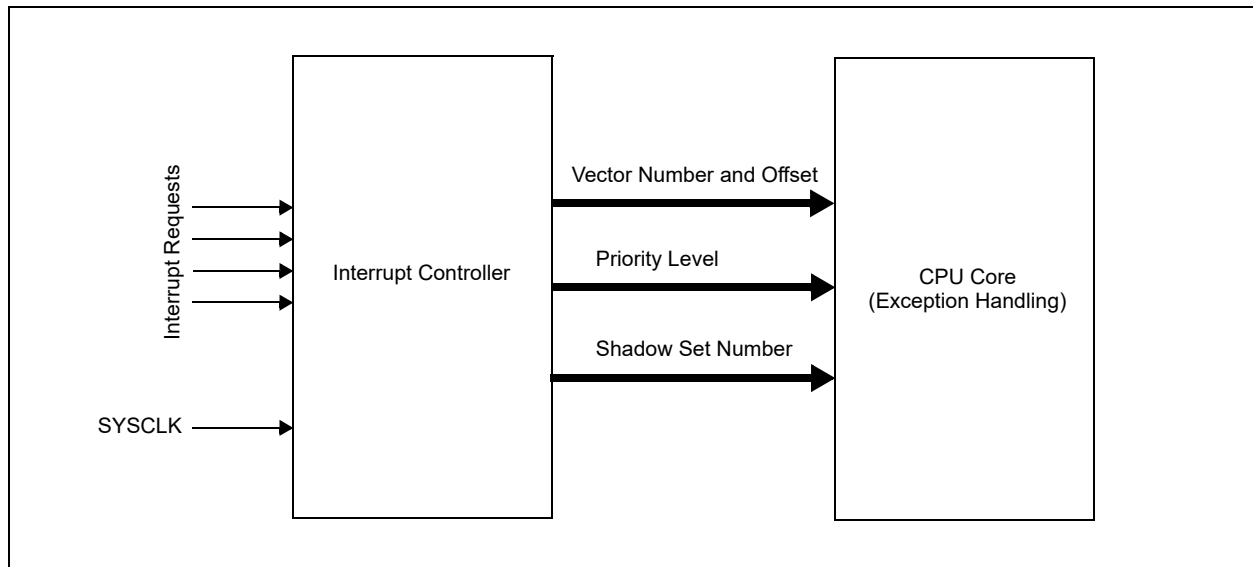 Interrupt Requests
SYSCLK
Interrupt Controller
Vector Number and Offset
Priority Level
Shadow Set Number
CPU Core
(Exception Handling)